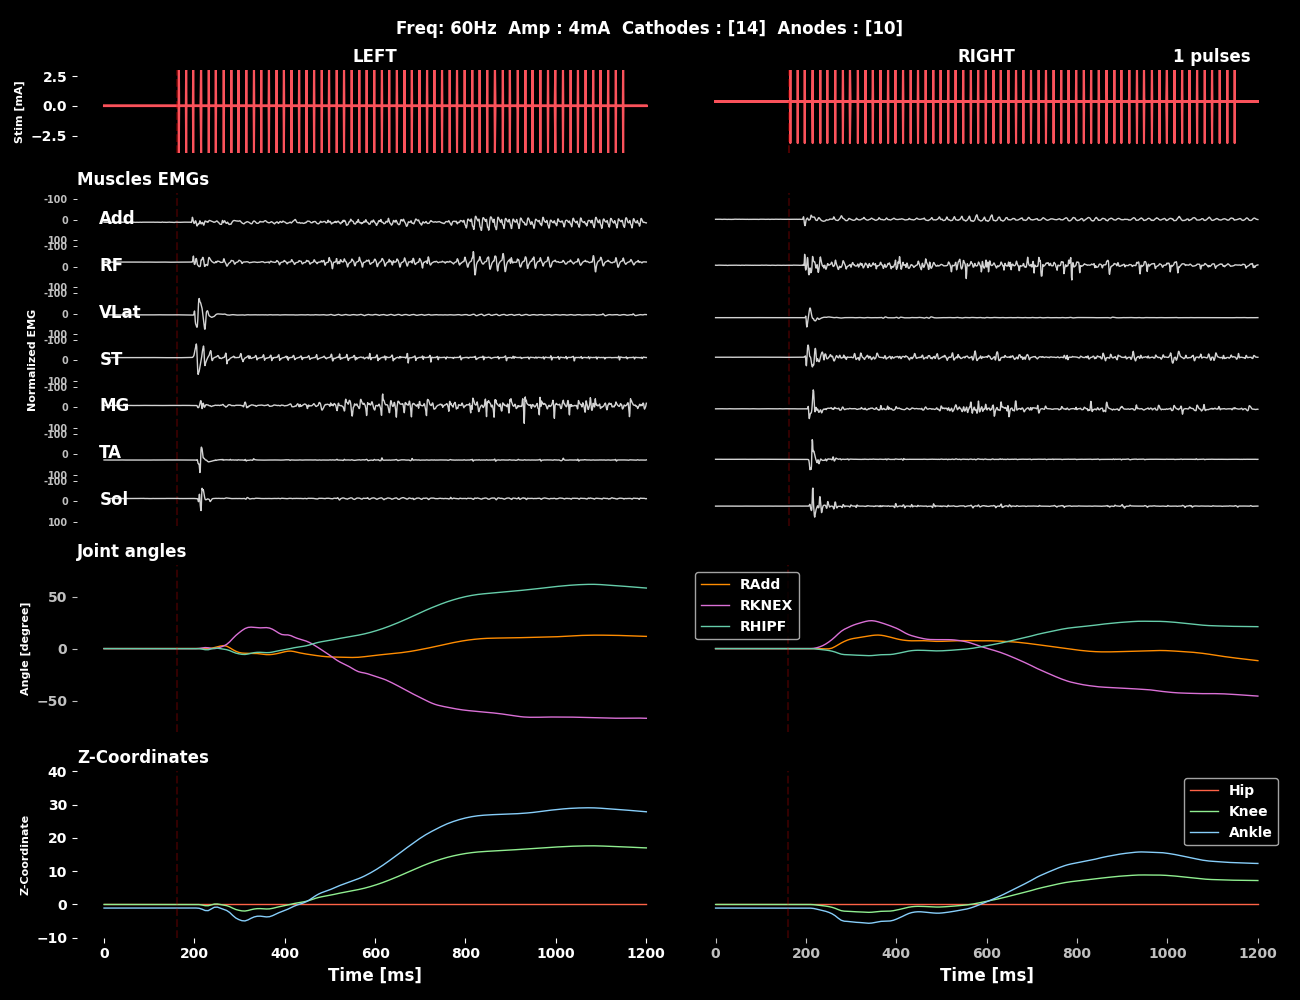 Freq: 60Hz  Amp : 4mA  Cathodes : [14]  Anodes : [10]
LEFT
RIGHT
1 pulses
Stim [mA]
2.5
0.0
−2.5
Muscles EMGs
Normalized EMG
-100
Add
0
100
-100
RF
0
100
-100
VLat
0
100
-100
ST
0
100
-100
MG
0
100
-100
TA
0
100
-100
Sol
0
100
Joint angles
Angle [degree]
50
0
−50
RAdd
RKNEX
RHIPF
Z-Coordinates
Z-Coordinate
40
30
20
10
0
−10
Hip
Knee
Ankle
0 200 400 600 800 1000 1200
0 200 400 600 800 1000 1200
Time [ms]
Time [ms]